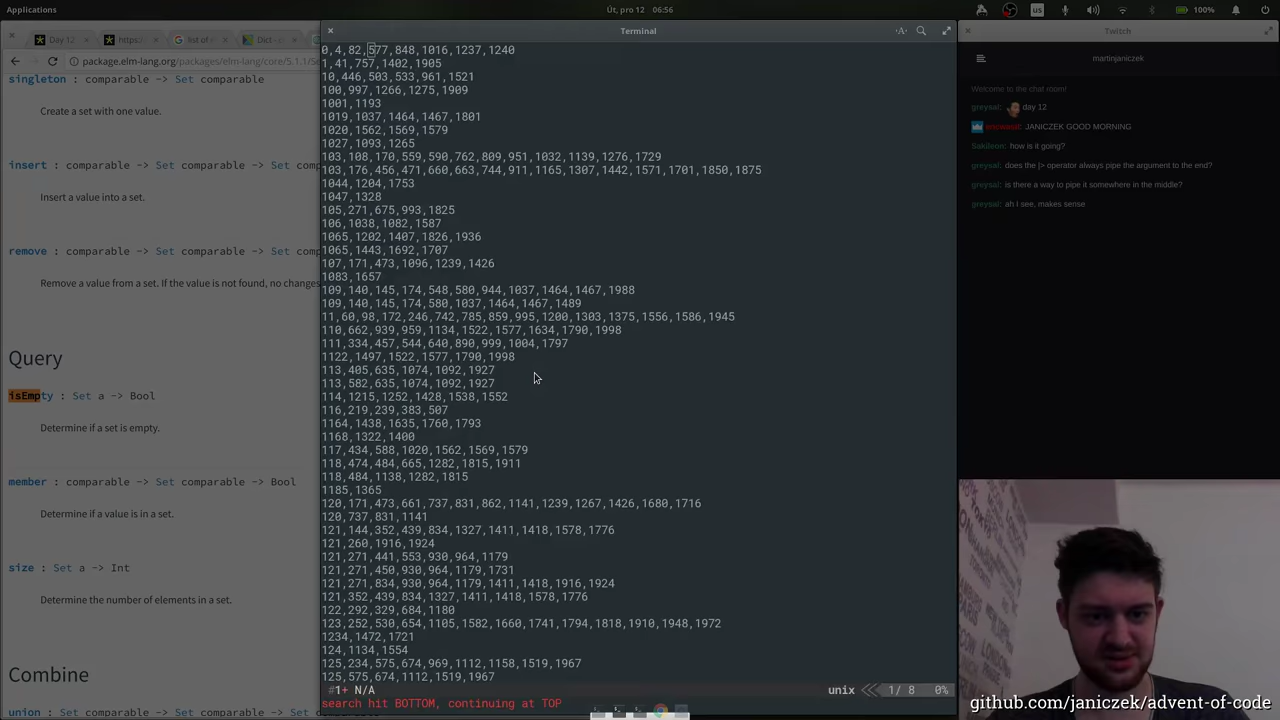 Applications
Út, pro 12 06:56
us
100%
Day 12
https:
list of
Dict - e
package.elm-lang.org/packages/elm-lang/core/5.1.1/S
singleton : comparable -> Set comparable
Create a set with one value.
insert : comparable -> Set comparable -> Set comparable
Insert a value into a set.
remove : comparable -> Set comparable -> Set comp
Remove a value from a set. If the value is not found, no changes
Query
isEmpty : Set a -> Bool
Determine if a set is empty.
member : comparable -> Set comparable -> Bool
Determine if a value is in a set.
size : Set a -> Int
Determine the number of elements in a set.
Combine
union : Set comparable -> Set comparable -> Set
Terminal
0,4,82,577,848,1016,1237,1240
1,41,757,1402,1905
10,446,503,533,961,1521
100,997,1266,1275,1909
1001,1193
1019,1037,1464,1467,1801
1020,1562,1569,1579
1027,1093,1265
103,108,170,559,590,762,809,951,1032,1139,1276,1729
103,176,456,476,660,663,744,911,1165,1307,1442,1571,1701,1850,1875
1044,1204,1753
1047,1328
105,271,675,993,1825
106,1038,1082,1587
1065,1202,1407,1826,1936
1065,1443,1692,1707
107,171,473,1096,1239,1426
1083,1657
109,140,145,174,548,580,944,1037,1464,1467,1988
109,140,145,174,580,1037,1464,1467,1489
11,60,98,172,246,742,785,859,995,1200,1303,1375,1556,1586,1945
110,662,939,959,1134,1522,1577,1634,1790,1998
111,334,457,544,640,890,999,1004,1797
1122,1497,1522,1577,1790,1998
113,405,635,1074,1092,1927
113,582,635,1074,1092,1927
114,1215,1252,1428,1538,1552
116,219,239,383,507
1164,1438,1635,1760,1793
1168,1322,1400
117,434,588,1020,1562,1569,1579
118,474,484,665,1282,1815,1911
118,484,1138,1282,1815
1185,1365
120,171,473,661,737,831,862,1141,1239,1267,1426,1680,1716
120,737,831,1141
121,144,352,439,834,1327,1411,1418,1578,1776
121,260,1916,1924
121,271,441,553,930,964,1179
121,271,450,930,964,1179,1731
121,271,834,930,964,1179,1411,1418,1916,1924
121,352,439,834,1327,1411,1418,1578,1776
122,292,329,684,1180
123,252,530,654,1105,1582,1660,1741,1794,1818,1910,1948,1972
1234,1472,1721
124,1134,1554
125,234,575,674,969,1112,1158,1519,1967
125,575,674,1112,1519,1967
#1+ N/A
unix
1/ 8
0%
search hit BOTTOM, continuing at TOP
Twitch
martinjaniczek
Welcome to the chat room!
greysal: day 12
JANICZEK GOOD MORNING
Sakileon: how is it going?
greysal: does the |> operator always pipe the argument to the end?
greysal: is there a way to pipe it somewhere in the middle?
greysal: ah I see, makes sense
github.com/janiczek/advent-of-code